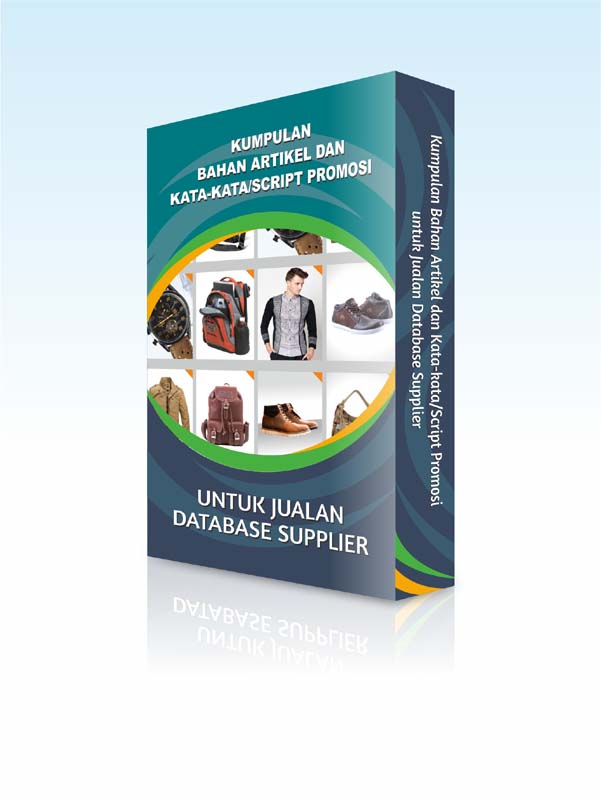 KUMPULAN
BAHAN ARTIKEL DAN
KATA-KATA/SCRIPT PROMOSI
UNTUK JUALAN
DATABASE SUPPLIER
Kumpulan Bahan Artikel dan Kata-kata/Script Promosi
untuk Jualan Database Supplier